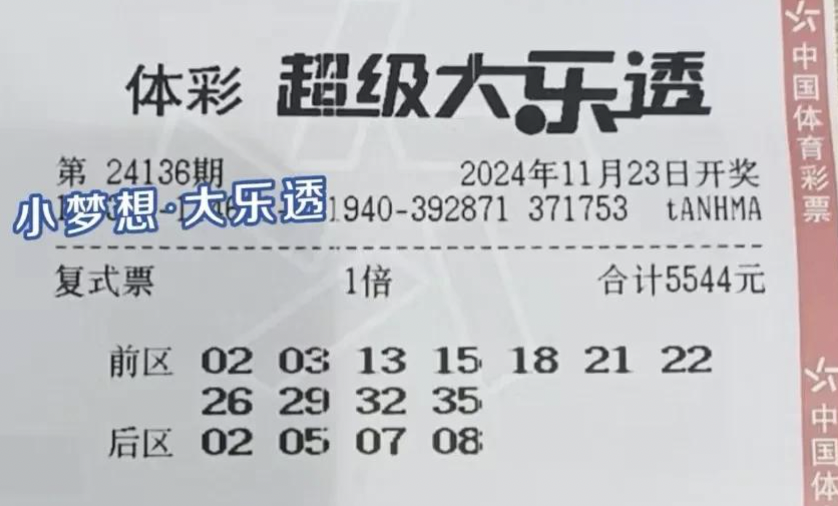 体彩 超级大乐透
第 24136期 2024年11月23日开奖
小梦想·大乐透
1940-392871 371753 tANHMA
复式票 1倍 合计5544元
前区 02 03 13 15 18 21 22
26 29 32 35
后区 02 05 07 08
中国体育彩票
中国体